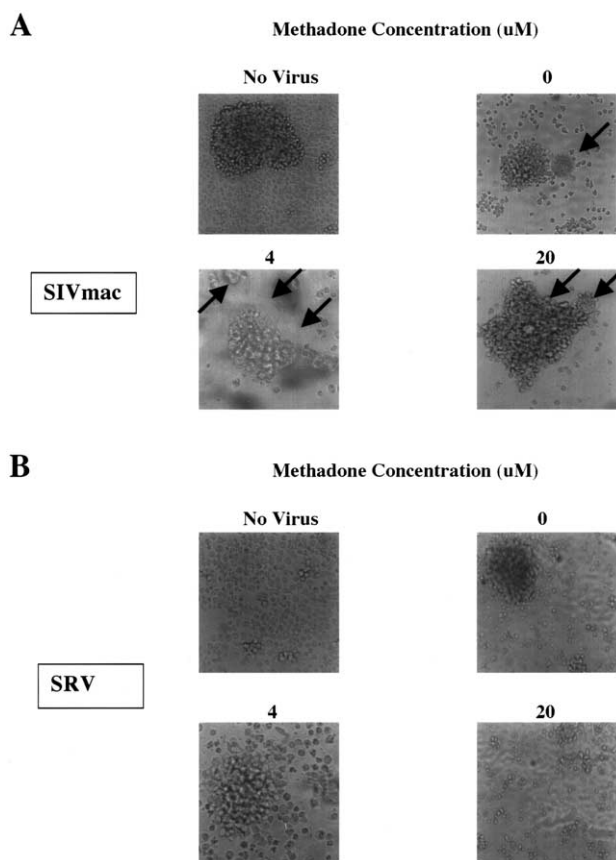 A
Methadone Concentration (uM)
No Virus
0
SIVmac
4
20
B
Methadone Concentration (uM)
No Virus
0
SRV
4
20